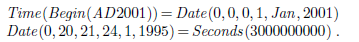 Time(Begin(AD2001)) = Date(0, 0, 0, 1, Jan, 2001)
Date(0, 20, 21, 24, 1, 1995) = Seconds(3000000000) .